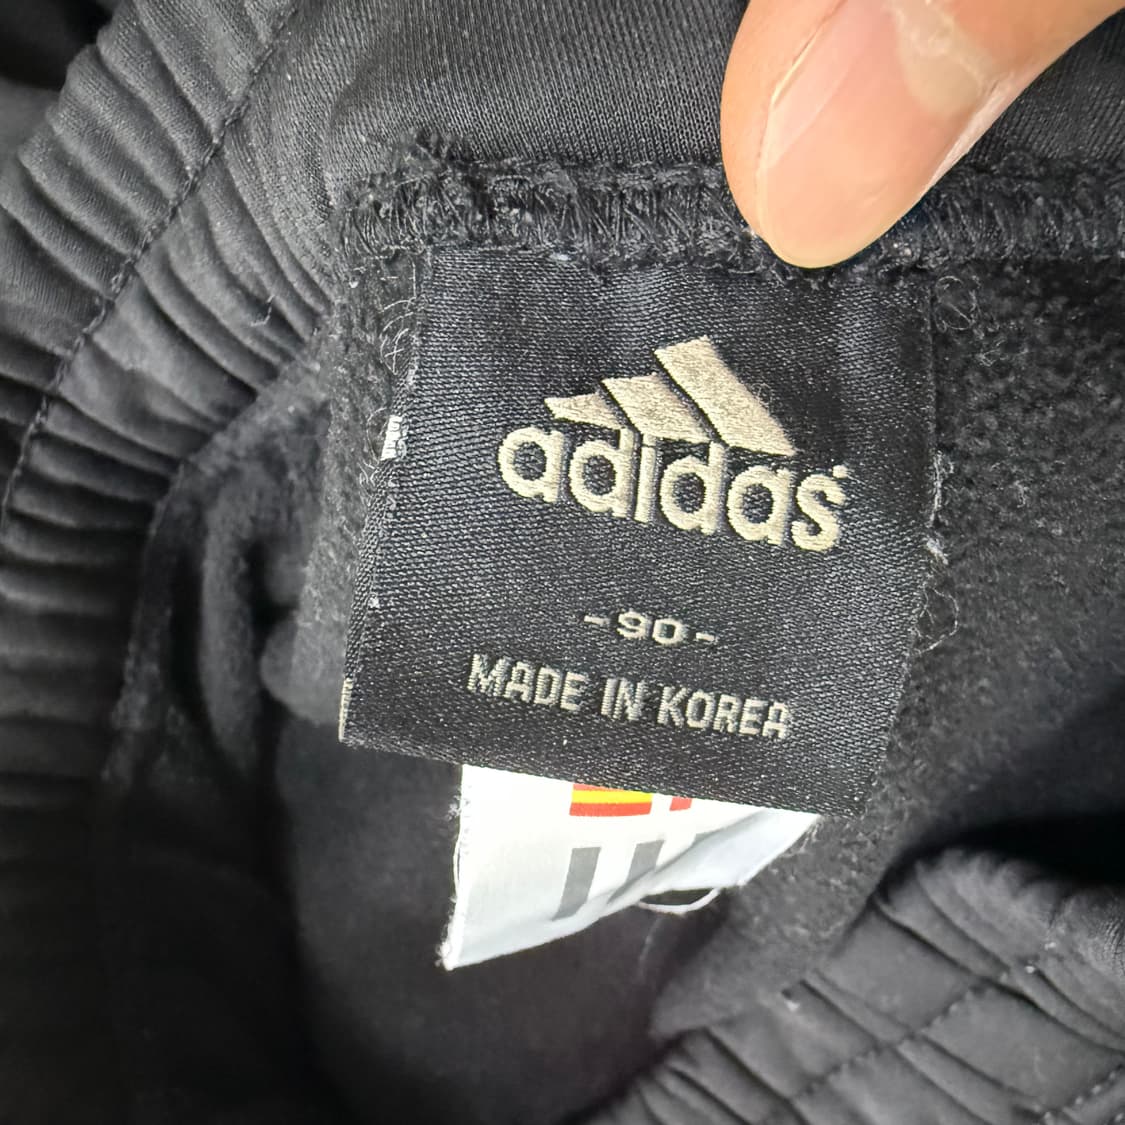 adidas
-90-
MADE IN KOREA